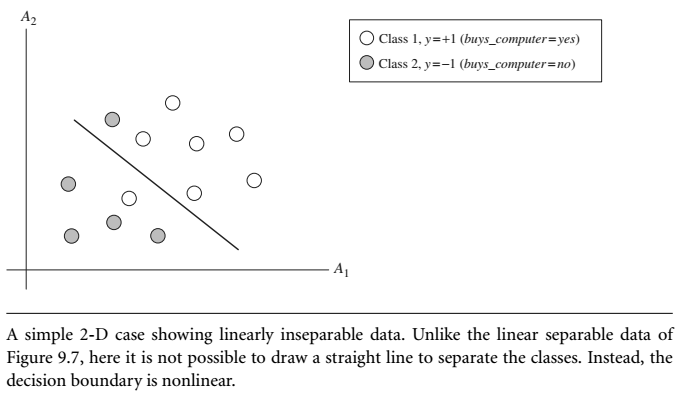 A2
Class 1, y=+1 (buys_computer=yes)
Class 2, y=−1 (buys_computer=no)
A1
A simple 2-D case showing linearly inseparable data. Unlike the linear separable data of
Figure 9.7, here it is not possible to draw a straight line to separate the classes. Instead, the
decision boundary is nonlinear.